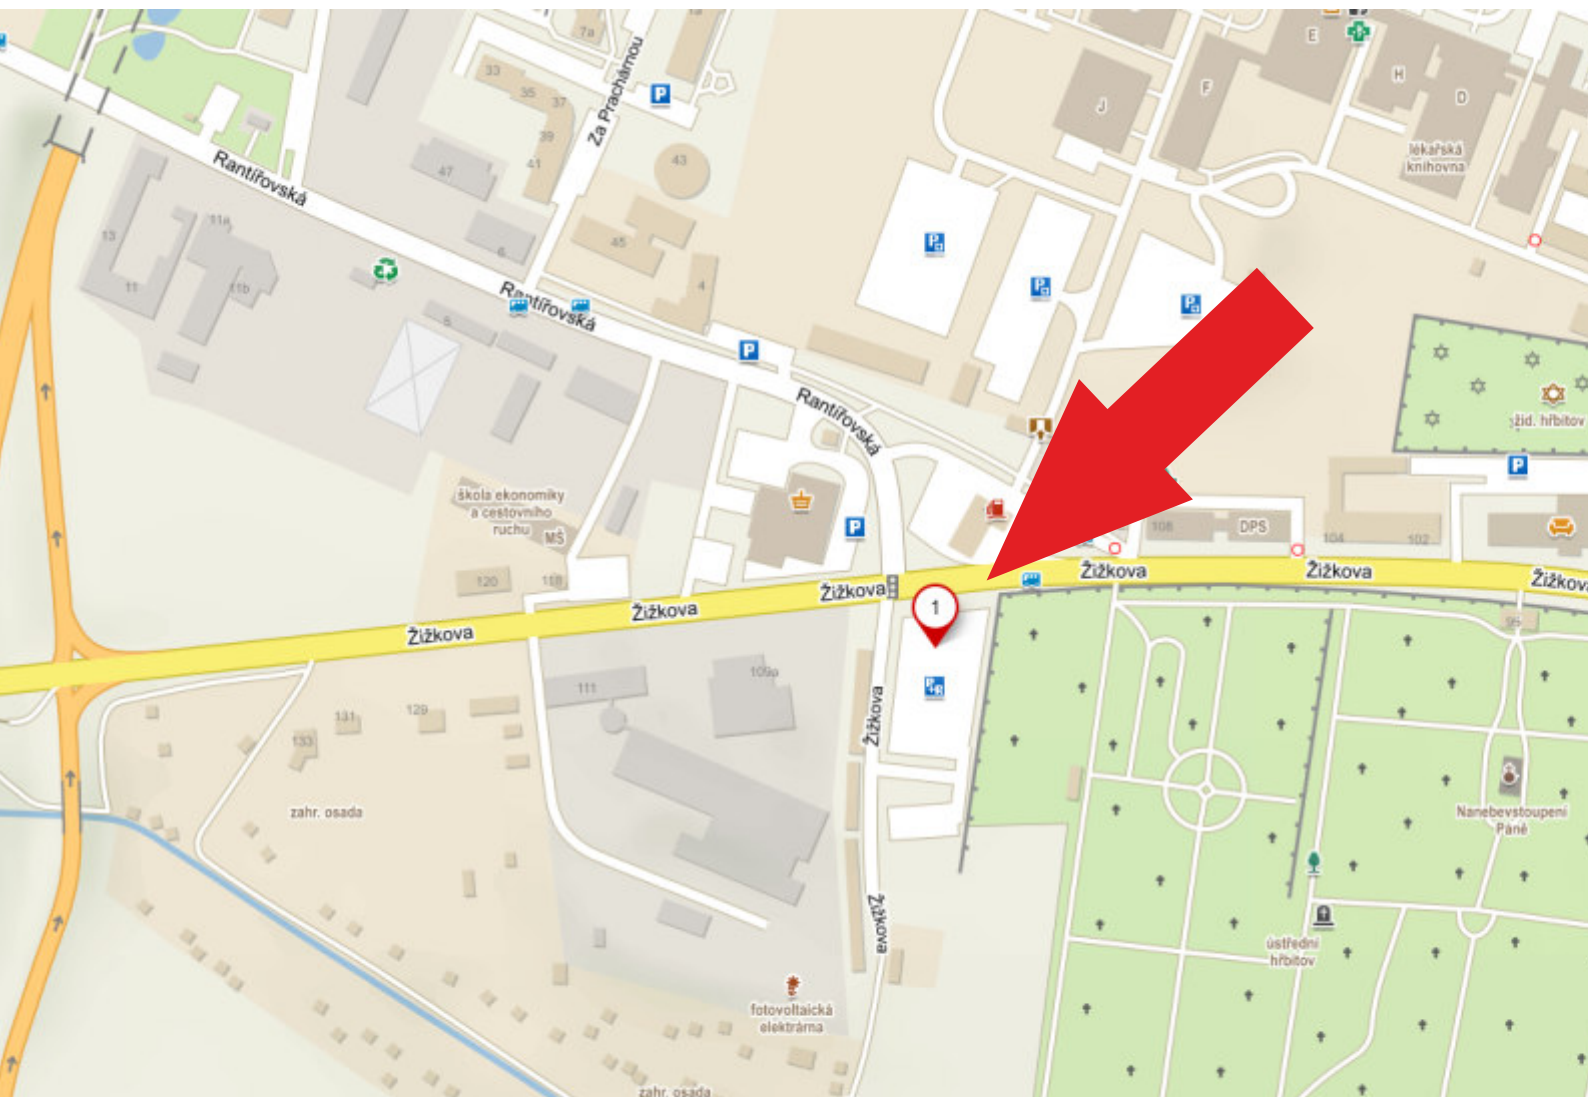 7a
E
H
33
F
D
35
P
37
J
Za Prachárnou
39
lékařská
knihovna
41
43
Rantířovská
47
11a
13
45
6
P
11
11b
4
P
Rantířovská
P
5
P
Rantířovská
žid. hřbitov
P
škola ekonomiky
a cestovního
ruchu
MŠ
P
108
DPS
104
102
120
118
Žižkova
Žižkova
Žižkova
Žižkova
Žižkova
Žižkova
1
95
109a
111
P+R
Žižkova
129
131
133
zahr. osada
Nanebevstoupení
Páně
Žižkova
ústřední
hřbitov
fotovoltaická
elektrárna
zahr. osada